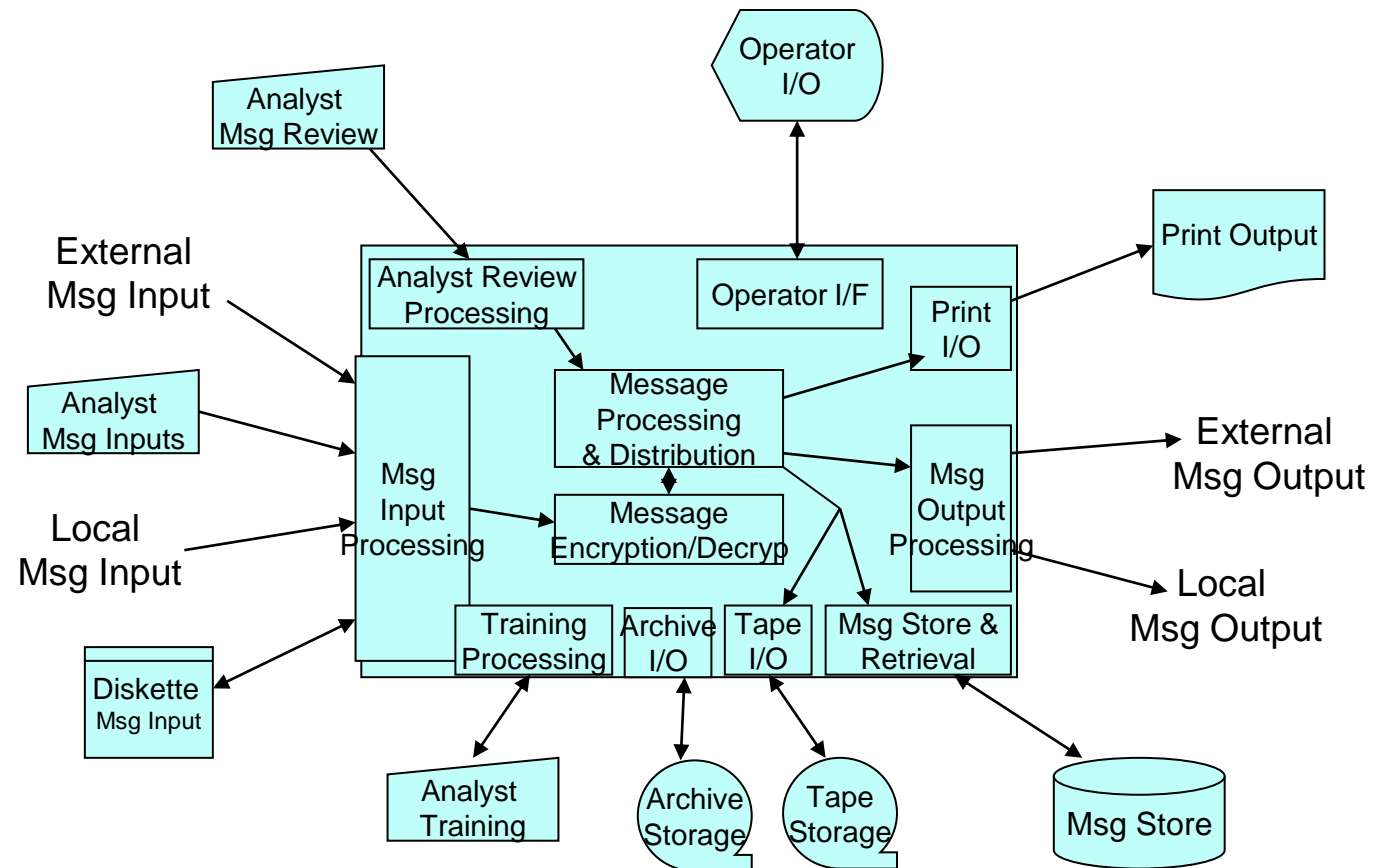 Operator
I/O
Analyst
Msg Review
External
Msg Input
Analyst Review
Processing
Operator I/F
Print
I/O
Print Output
Analyst
Msg Inputs
Message
Processing
& Distribution
Msg
Input
Processing
Msg
Output
Processing
External
Msg Output
Local
Msg Input
Message
Encryption/Decryp
Local
Msg Output
Training
Processing
Archive
I/O
Tape
I/O
Msg Store &
Retrieval
Diskette
Msg Input
Analyst
Training
Archive
Storage
Tape
Storage
Msg Store